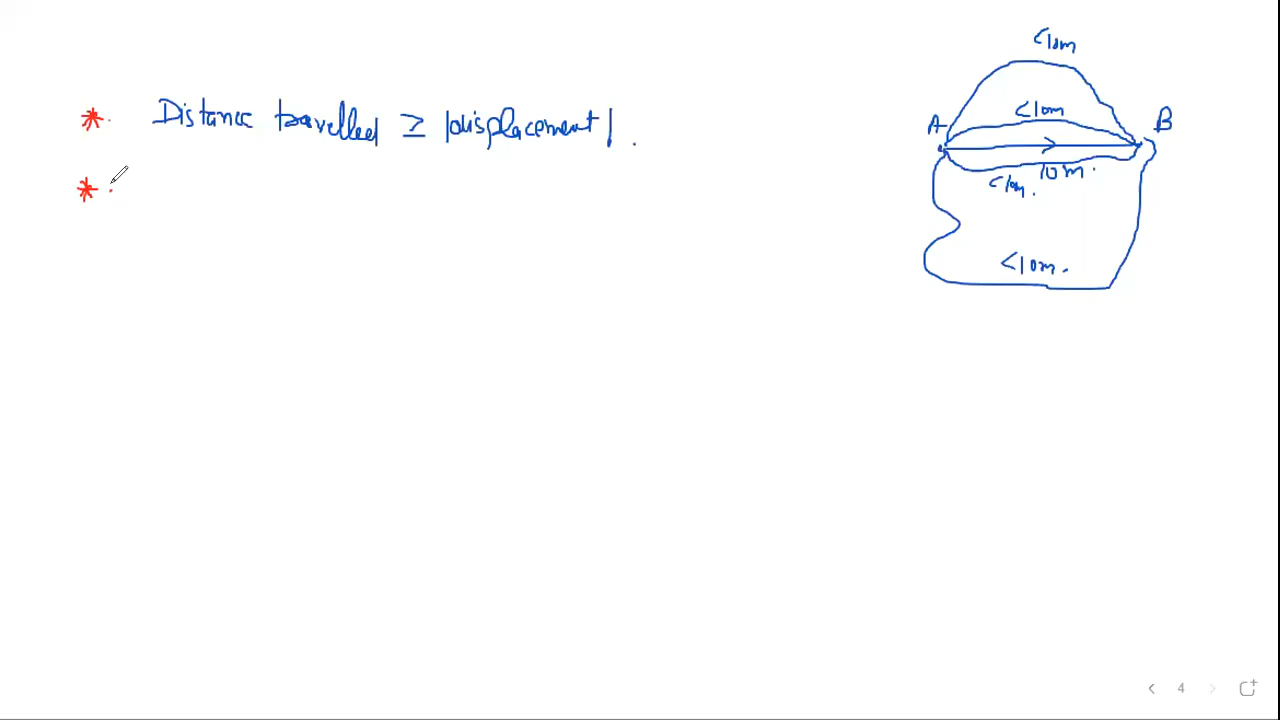 <10m
* Distance travelled ≥ |displacement|.
A <10m B
10m.
<10m.
*.
<10m.
4